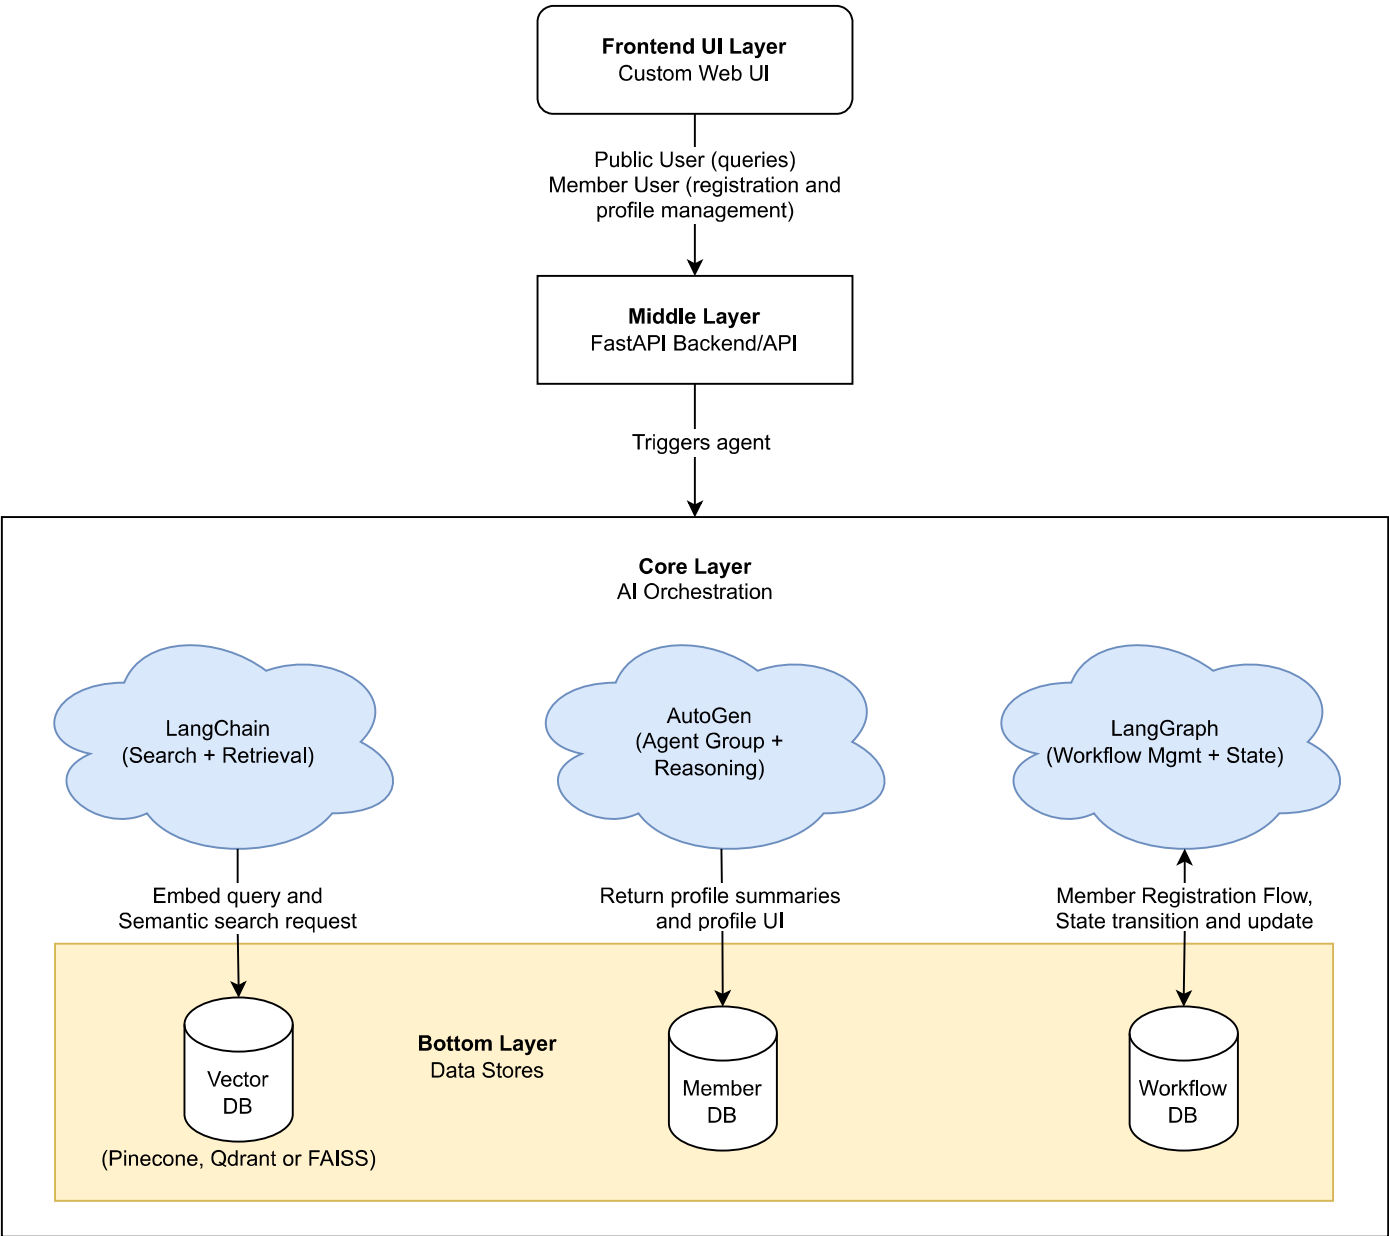 Frontend UI Layer
Custom Web UI
Public User (queries)
Member User (registration and
profile management)
Middle Layer
FastAPI Backend/API
Triggers agent
Core Layer
AI Orchestration
LangChain
(Search + Retrieval)
AutoGen
(Agent Group +
Reasoning)
LangGraph
(Workflow Mgmt + State)
Embed query and
Semantic search request
Return profile summaries
and profile UI
Member Registration Flow,
State transition and update
Bottom Layer
Data Stores
Vector
DB
(Pinecone, Qdrant or FAISS)
Member
DB
Workflow
DB